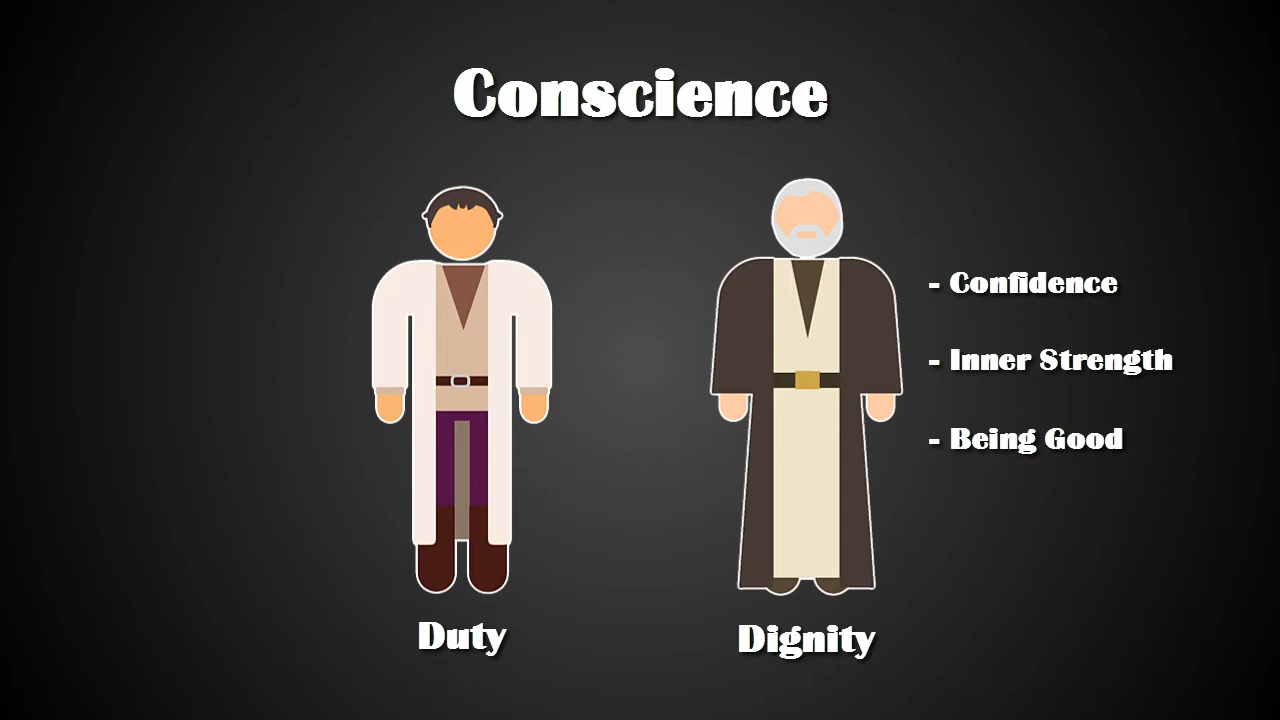 Conscience
- Confidence
- Inner Strength
- Being Good
Duty
Dignity